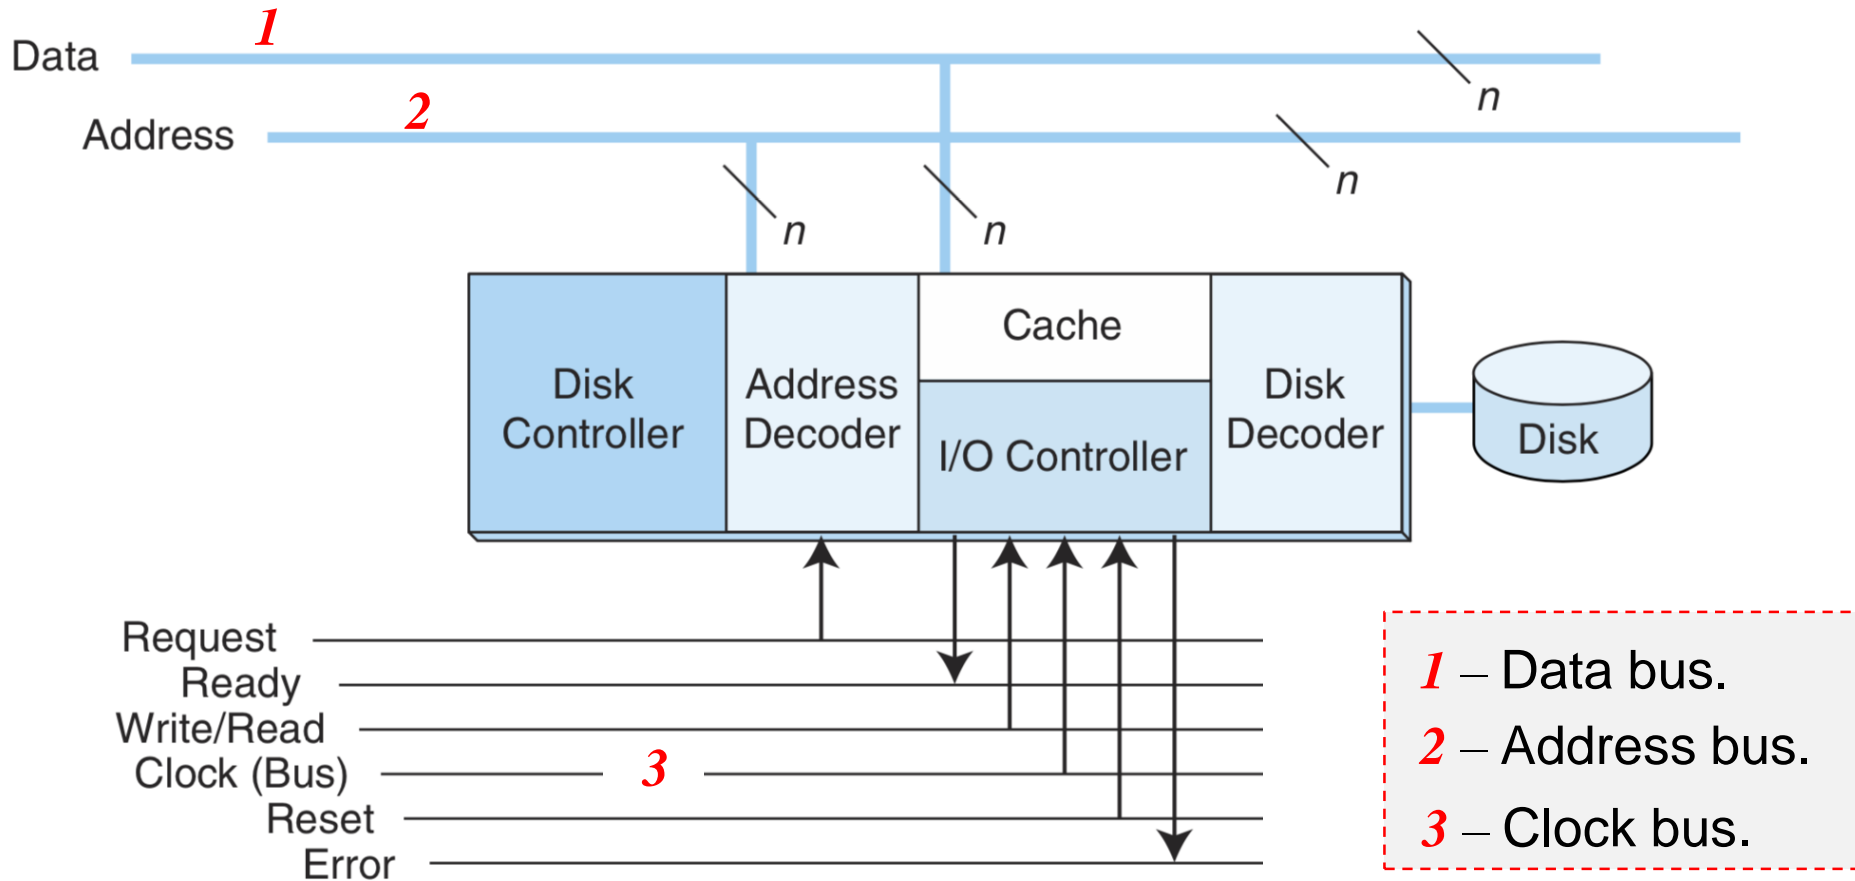 1
Data
n
2
Address
n
n
n
Disk
Controller
Address
Decoder
Cache
I/O Controller
Disk
Decoder
Disk
Request
Ready
Write/Read
Clock (Bus)
3
Reset
Error
1 – Data bus.
2 – Address bus.
3 – Clock bus.